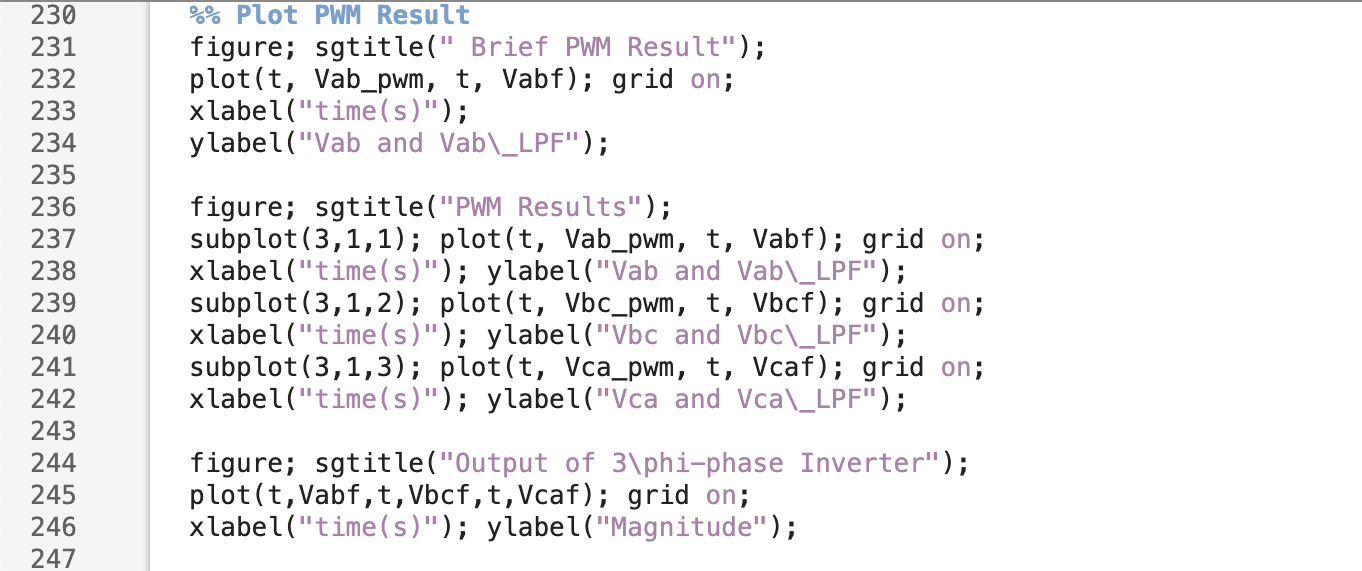 230 %% Plot PWM Result
231 figure; sgtitle(" Brief PWM Result");
232 plot(t, Vab_pwm, t, Vabf); grid on;
233 xlabel("time(s)");
234 ylabel("Vab and Vab\_LPF");
235
236 figure; sgtitle("PWM Results");
237 subplot(3,1,1); plot(t, Vab_pwm, t, Vabf); grid on;
238 xlabel("time(s)"); ylabel("Vab and Vab\_LPF");
239 subplot(3,1,2); plot(t, Vbc_pwm, t, Vbcf); grid on;
240 xlabel("time(s)"); ylabel("Vbc and Vbc\_LPF");
241 subplot(3,1,3); plot(t, Vca_pwm, t, Vcaf); grid on;
242 xlabel("time(s)"); ylabel("Vca and Vca\_LPF");
243
244 figure; sgtitle("Output of 3\phi-phase Inverter");
245 plot(t,Vabf,t,Vbcf,t,Vcaf); grid on;
246 xlabel("time(s)"); ylabel("Magnitude");
247